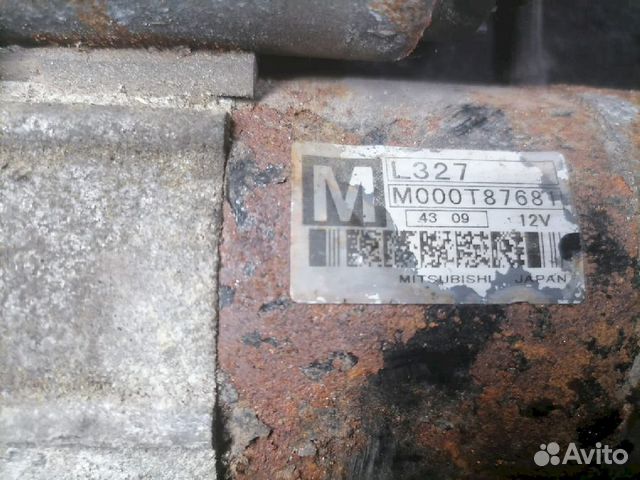 M
L327
M000T87681
43 09 12V
MITSUBISHI JAPAN
Avito